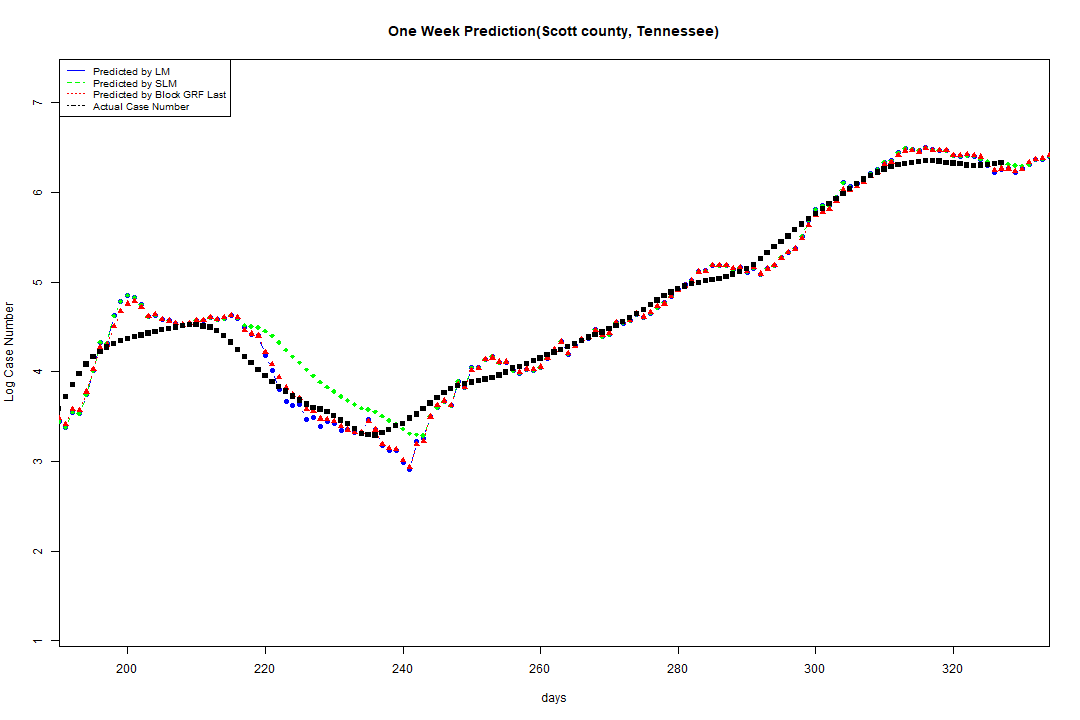 One Week Prediction(Scott county, Tennessee)
Predicted by LM
Predicted by SLM
Predicted by Block GRF Last
Actual Case Number
7
6
5
4
3
2
1
Log Case Number
200 220 240 260 280 300 320
days